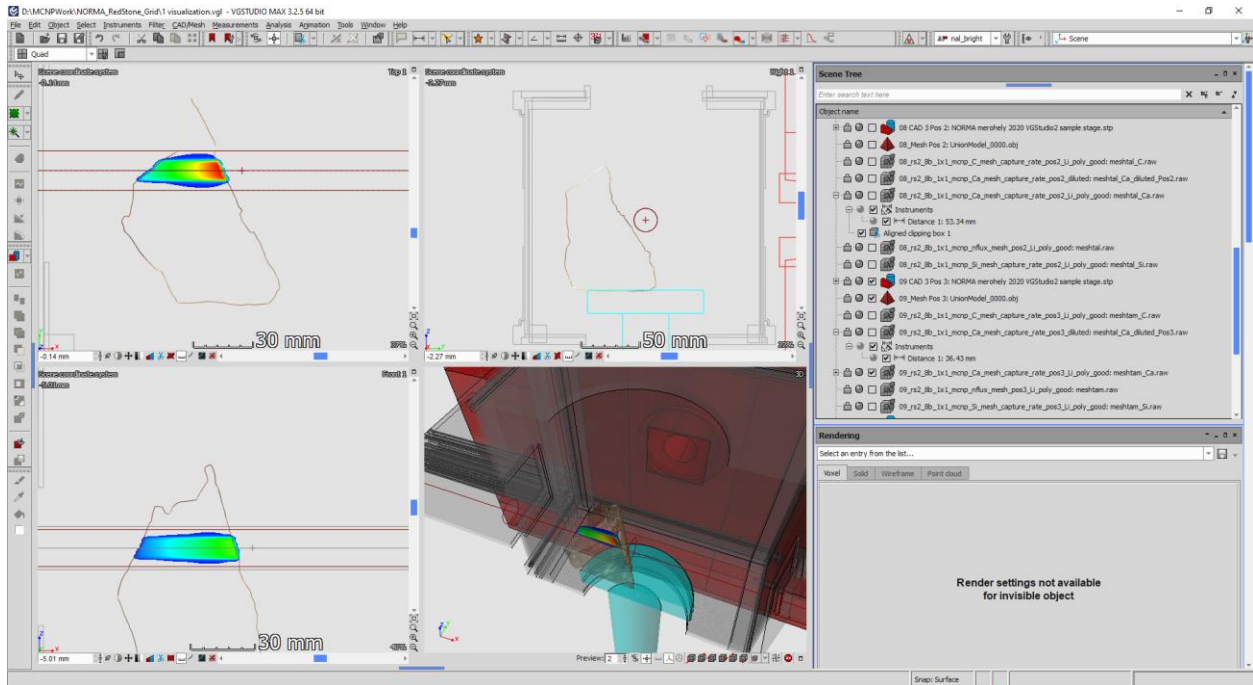 D:\MCNPWork\NORMA_RedStone_Grid\1 visualization.vgl - VGSTUDIO MAX 3.2.5 64 bit
File Edit Object Select Instruments Filter CAD/Mesh Measurements Analysis Animation Tools Window Help
nal_bright Scene
Quad
Scene coordinate system Top 1
-0.14 mm
30 mm
-0.14 mm 37%
Scene coordinate system Right 1
-2.27 mm
50 mm
-2.27 mm
Scene coordinate system Front 1
-5.01 mm
30 mm
-5.01 mm 40%
3D
Preview: 2
Scene Tree
Enter search text here
Object name
08 CAD 3 Pos 2: NORMA merohely 2020 VGStudio2 sample stage.stp
08_Mesh Pos 2: UnionModel_0000.obj
08_rs2_8b_1x1_mcnp_C_mesh_capture_rate_pos2_Li_poly_good: meshtal_C.raw
08_rs2_8b_1x1_mcnp_Ca_mesh_capture_rate_pos2_diluted: meshtal_Ca_diluted_Pos2.raw
08_rs2_8b_1x1_mcnp_Ca_mesh_capture_rate_pos2_Li_poly_good: meshtal_Ca.raw
Instruments
Distance 1: 53.34 mm
Aligned clipping box 1
08_rs2_8b_1x1_mcnp_nflux_mesh_pos2_Li_poly_good: meshtal.raw
08_rs2_8b_1x1_mcnp_Si_mesh_capture_rate_pos2_Li_poly_good: meshtal_Si.raw
09 CAD 3 Pos 3: NORMA merohely 2020 VGStudio2 sample stage.stp
09_Mesh Pos 3: UnionModel_0000.obj
09_rs2_8b_1x1_mcnp_C_mesh_capture_rate_pos3_Li_poly_good: meshtam_C.raw
09_rs2_8b_1x1_mcnp_Ca_mesh_capture_rate_pos3_diluted: meshtal_Ca_diluted_Pos3.raw
Instruments
Distance 1: 36.43 mm
09_rs2_8b_1x1_mcnp_Ca_mesh_capture_rate_pos3_Li_poly_good: meshtam_Ca.raw
09_rs2_8b_1x1_mcnp_nflux_mesh_pos3_Li_poly_good: meshtam.raw
09_rs2_8b_1x1_mcnp_Si_mesh_capture_rate_pos3_Li_poly_good: meshtam_Si.raw
Rendering
Select an entry from the list...
Voxel Solid Wireframe Point cloud
Render settings not available
for invisible object
Snap: Surface